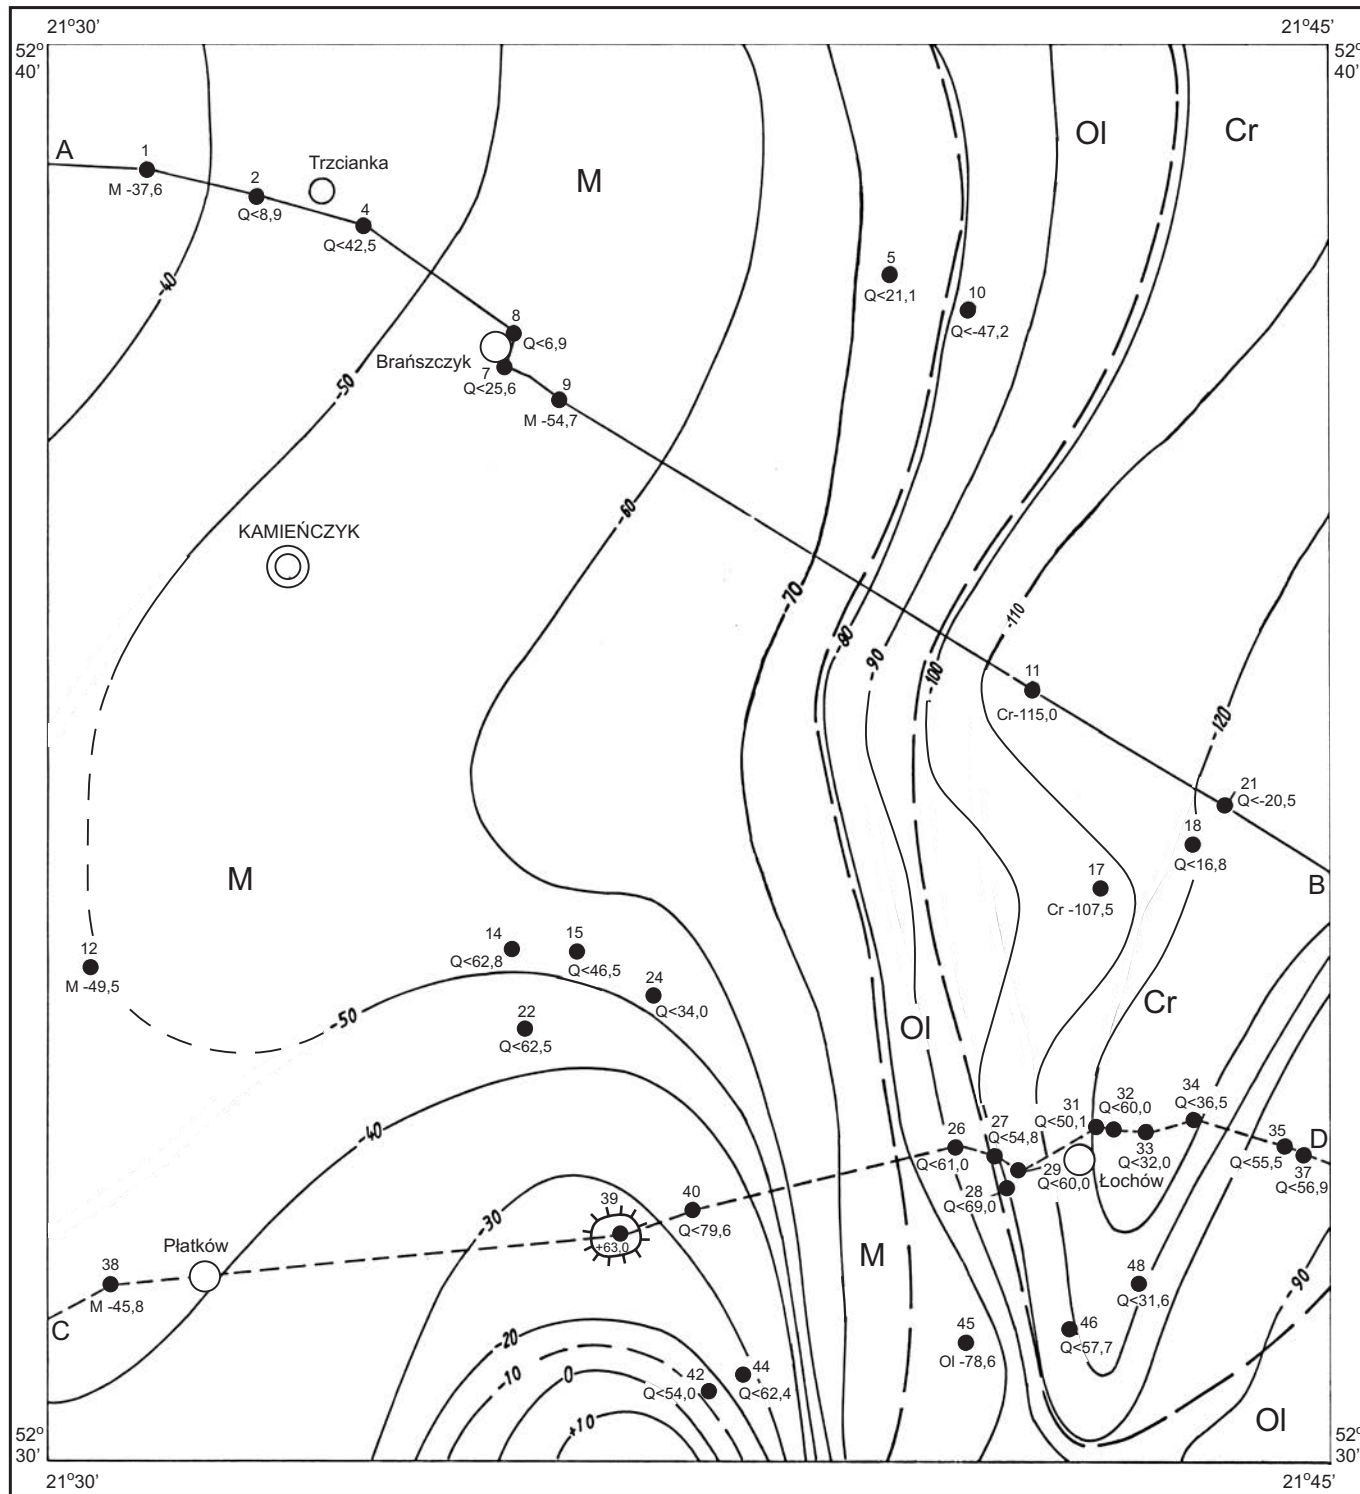 21°30’
21°45’
52°
40’
52°
40’
A
1
M -37,6
2
Q<8,9
Trzcianka
4
Q<42,5
M
Ol
Cr
5
Q<21,1
10
Q<-47,2
-40
8
Q<6,9
Brańszczyk
7
Q<25,6
9
M -54,7
-50
-60
KAMIEŃCZYK
-70
-80
-90
-100
-110
11
Cr-115,0
-120
21
Q<-20,5
18
Q<16,8
17
Cr -107,5
B
M
12
M -49,5
14
Q<62,8
15
Q<46,5
24
Q<34,0
22
Q<62,5
-50
Ol
Cr
-40
26
Q<61,0
27
Q<54,8
28
Q<69,0
29
Q<60,0
31
Q<50,1
32
Q<60,0
33
Q<32,0
34
Q<36,5
35
Q<55,5
D
37
Q<56,9
Łochów
-30
39
+63,0
40
Q<79,6
Płatków
38
M -45,8
C
M
48
Q<31,6
46
Q<57,7
-90
45
Ol -78,6
-20
-10
0
+10
42
Q<54,0
44
Q<62,4
Ol
52°
30’
52°
30’
21°30’
21°45’